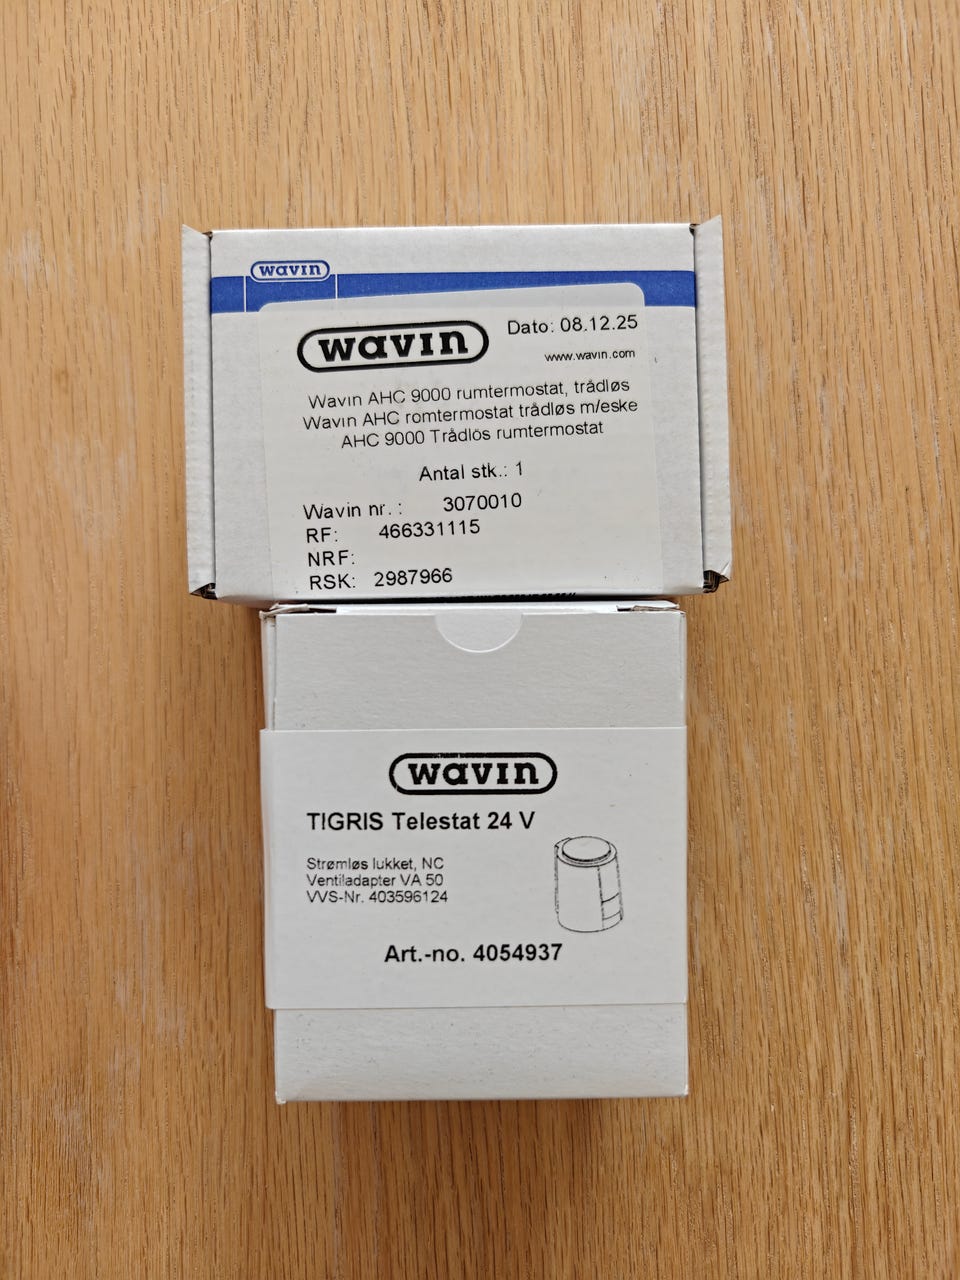 wavin
wavin
Dato: 08.12.25
www.wavin.com
Wavin AHC 9000 rumtermostat, trådløs
Wavin AHC romtermostat trådløs m/eske
AHC 9000 Trådlös rumtermostat
Antal stk.: 1
Wavin nr. : 3070010
RF: 466331115
NRF:
RSK: 2987966
wavin
TIGRIS Telestat 24 V
Strømløs lukket, NC
Ventiladapter VA 50
VVS-Nr. 403596124
Art.-no. 4054937